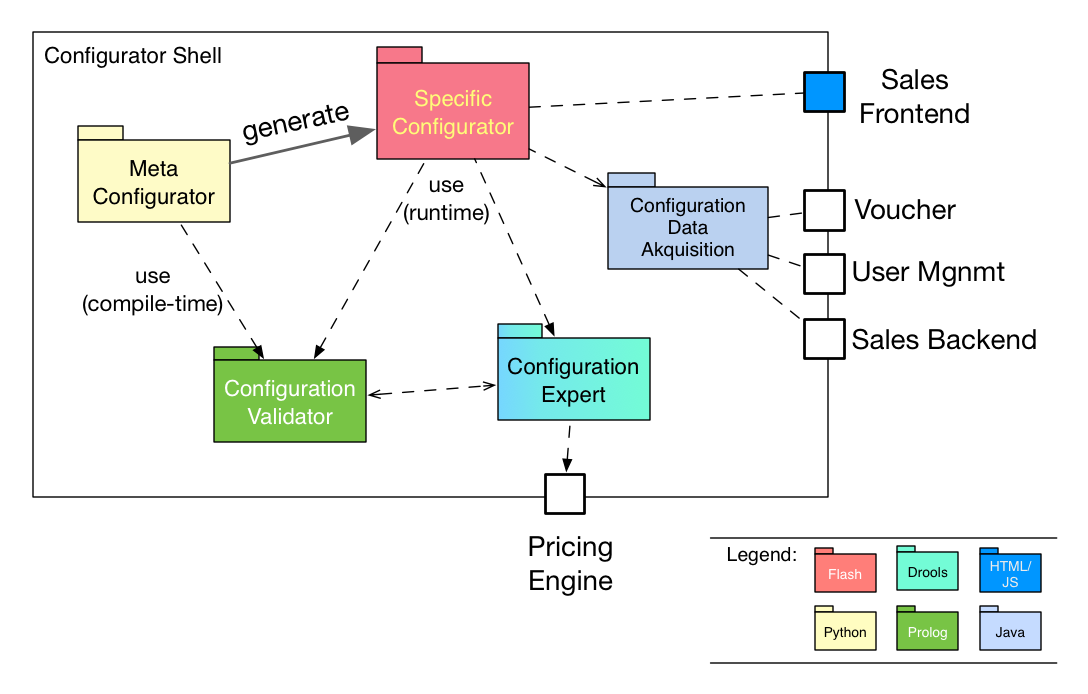 Configurator Shell
Specific
Configurator
Sales
Frontend
generate
Meta
Configurator
use
(runtime)
Configuration
Data
Akquisition
Voucher
User Mgnmt
use
(compile-time)
Sales Backend
Configuration
Validator
Configuration
Expert
Pricing
Engine
Legend:
Flash
Drools
HTML/
JS
Python
Prolog
Java